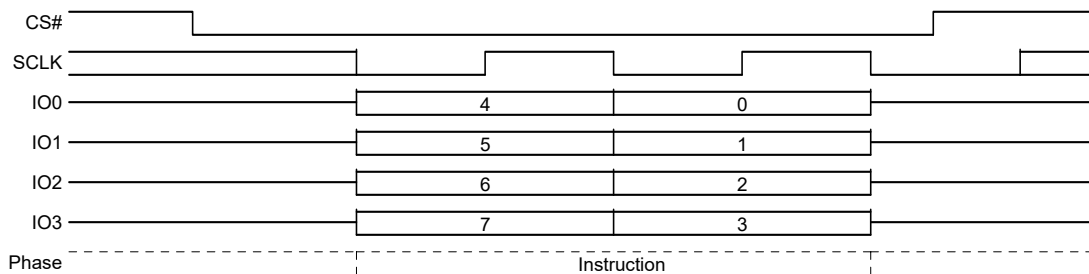 CS#
SCLK
IO0 4 0
IO1 5 1
IO2 6 2
IO3 7 3
Phase Instruction